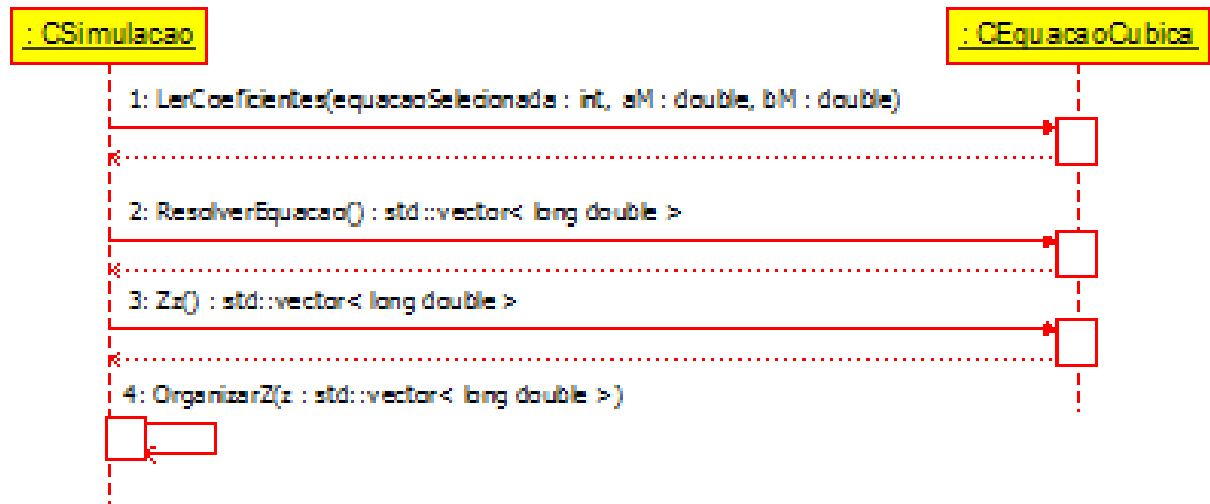 : CSimulacao
: CEquacaoCubica
1: LerCoeficientes(equacaoSelecionada : int, aM : double, bM : double)
2: ResolverEquacao() : std::vector< long double >
3: Zz() : std::vector< long double >
4: OrganizarZ(z : std::vector< long double >)